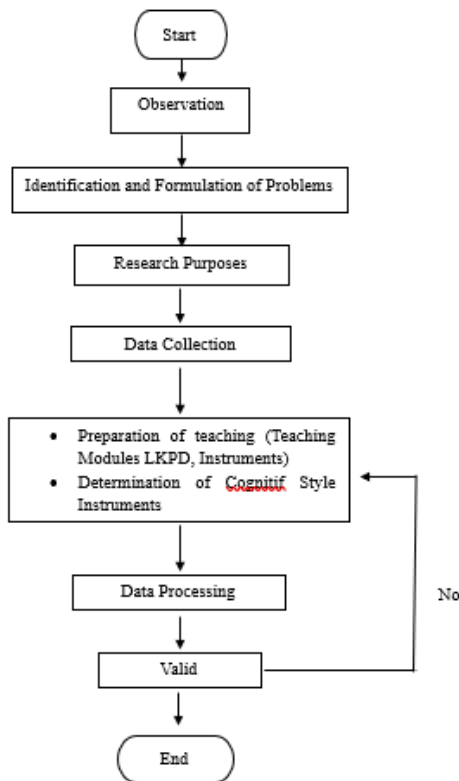 Start
Observation
Identification and Formulation of Problems
Research Purposes
Data Collection
• Preparation of teaching (Teaching
Modules LKPD, Instruments)
• Determination of Cognitif Style
Instruments
Data Processing
No
Valid
End